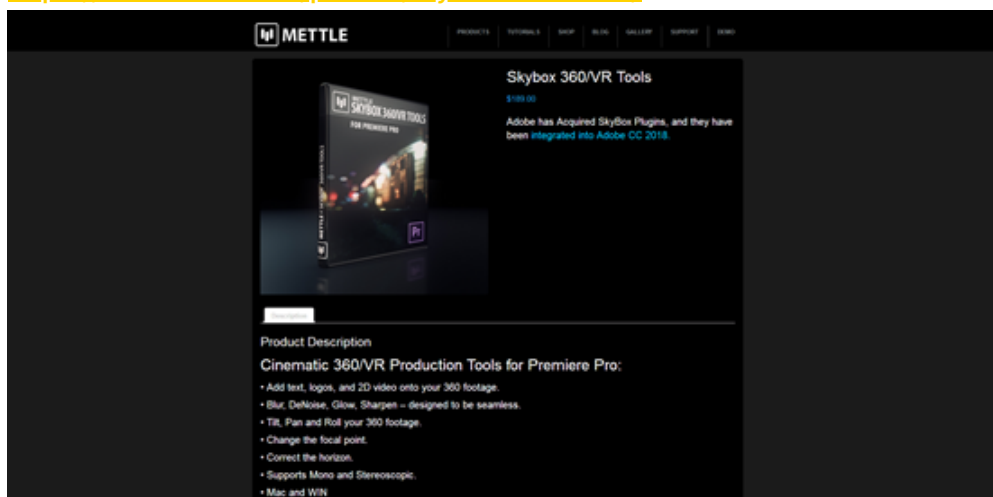 METTLE
PRODUCTS TUTORIALS SHOP BLOG GALLERY SUPPORT DEMO
METTLE
SKYBOX 360/VR TOOLS
FOR PREMIERE PRO
Pr
Skybox 360/VR Tools
$189.00
Adobe has Acquired SkyBox Plugins, and they have
been integrated into Adobe CC 2018.
Description
Product Description
Cinematic 360/VR Production Tools for Premiere Pro:
• Add text, logos, and 2D video onto your 360 footage.
• Blur, DeNoise, Glow, Sharpen – designed to be seamless.
• Tilt, Pan and Roll your 360 footage.
• Change the focal point.
• Correct the horizon.
• Supports Mono and Stereoscopic.
• Mac and WIN